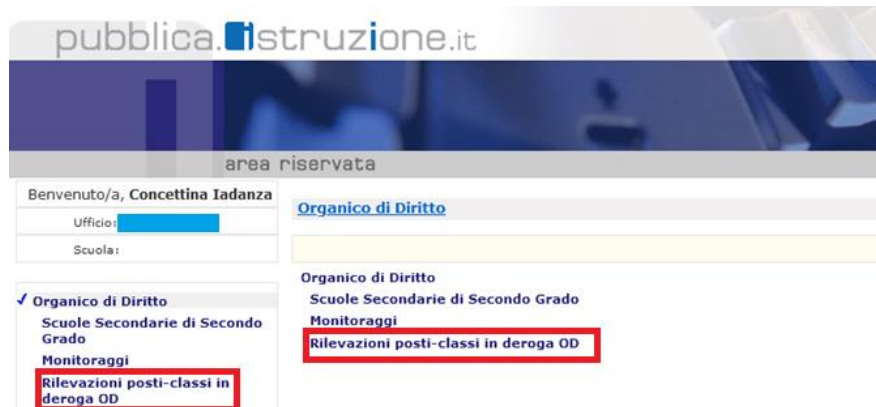 pubblica.istruzione.it
area riservata
Benvenuto/a, Concettina Iadanza
Ufficio:
Scuola:
Organico di Diritto
Scuole Secondarie di Secondo
Grado
Monitoraggi
Rilevazioni posti-classi in
deroga OD
Organico di Diritto
Organico di Diritto
Scuole Secondarie di Secondo Grado
Monitoraggi
Rilevazioni posti-classi in deroga OD